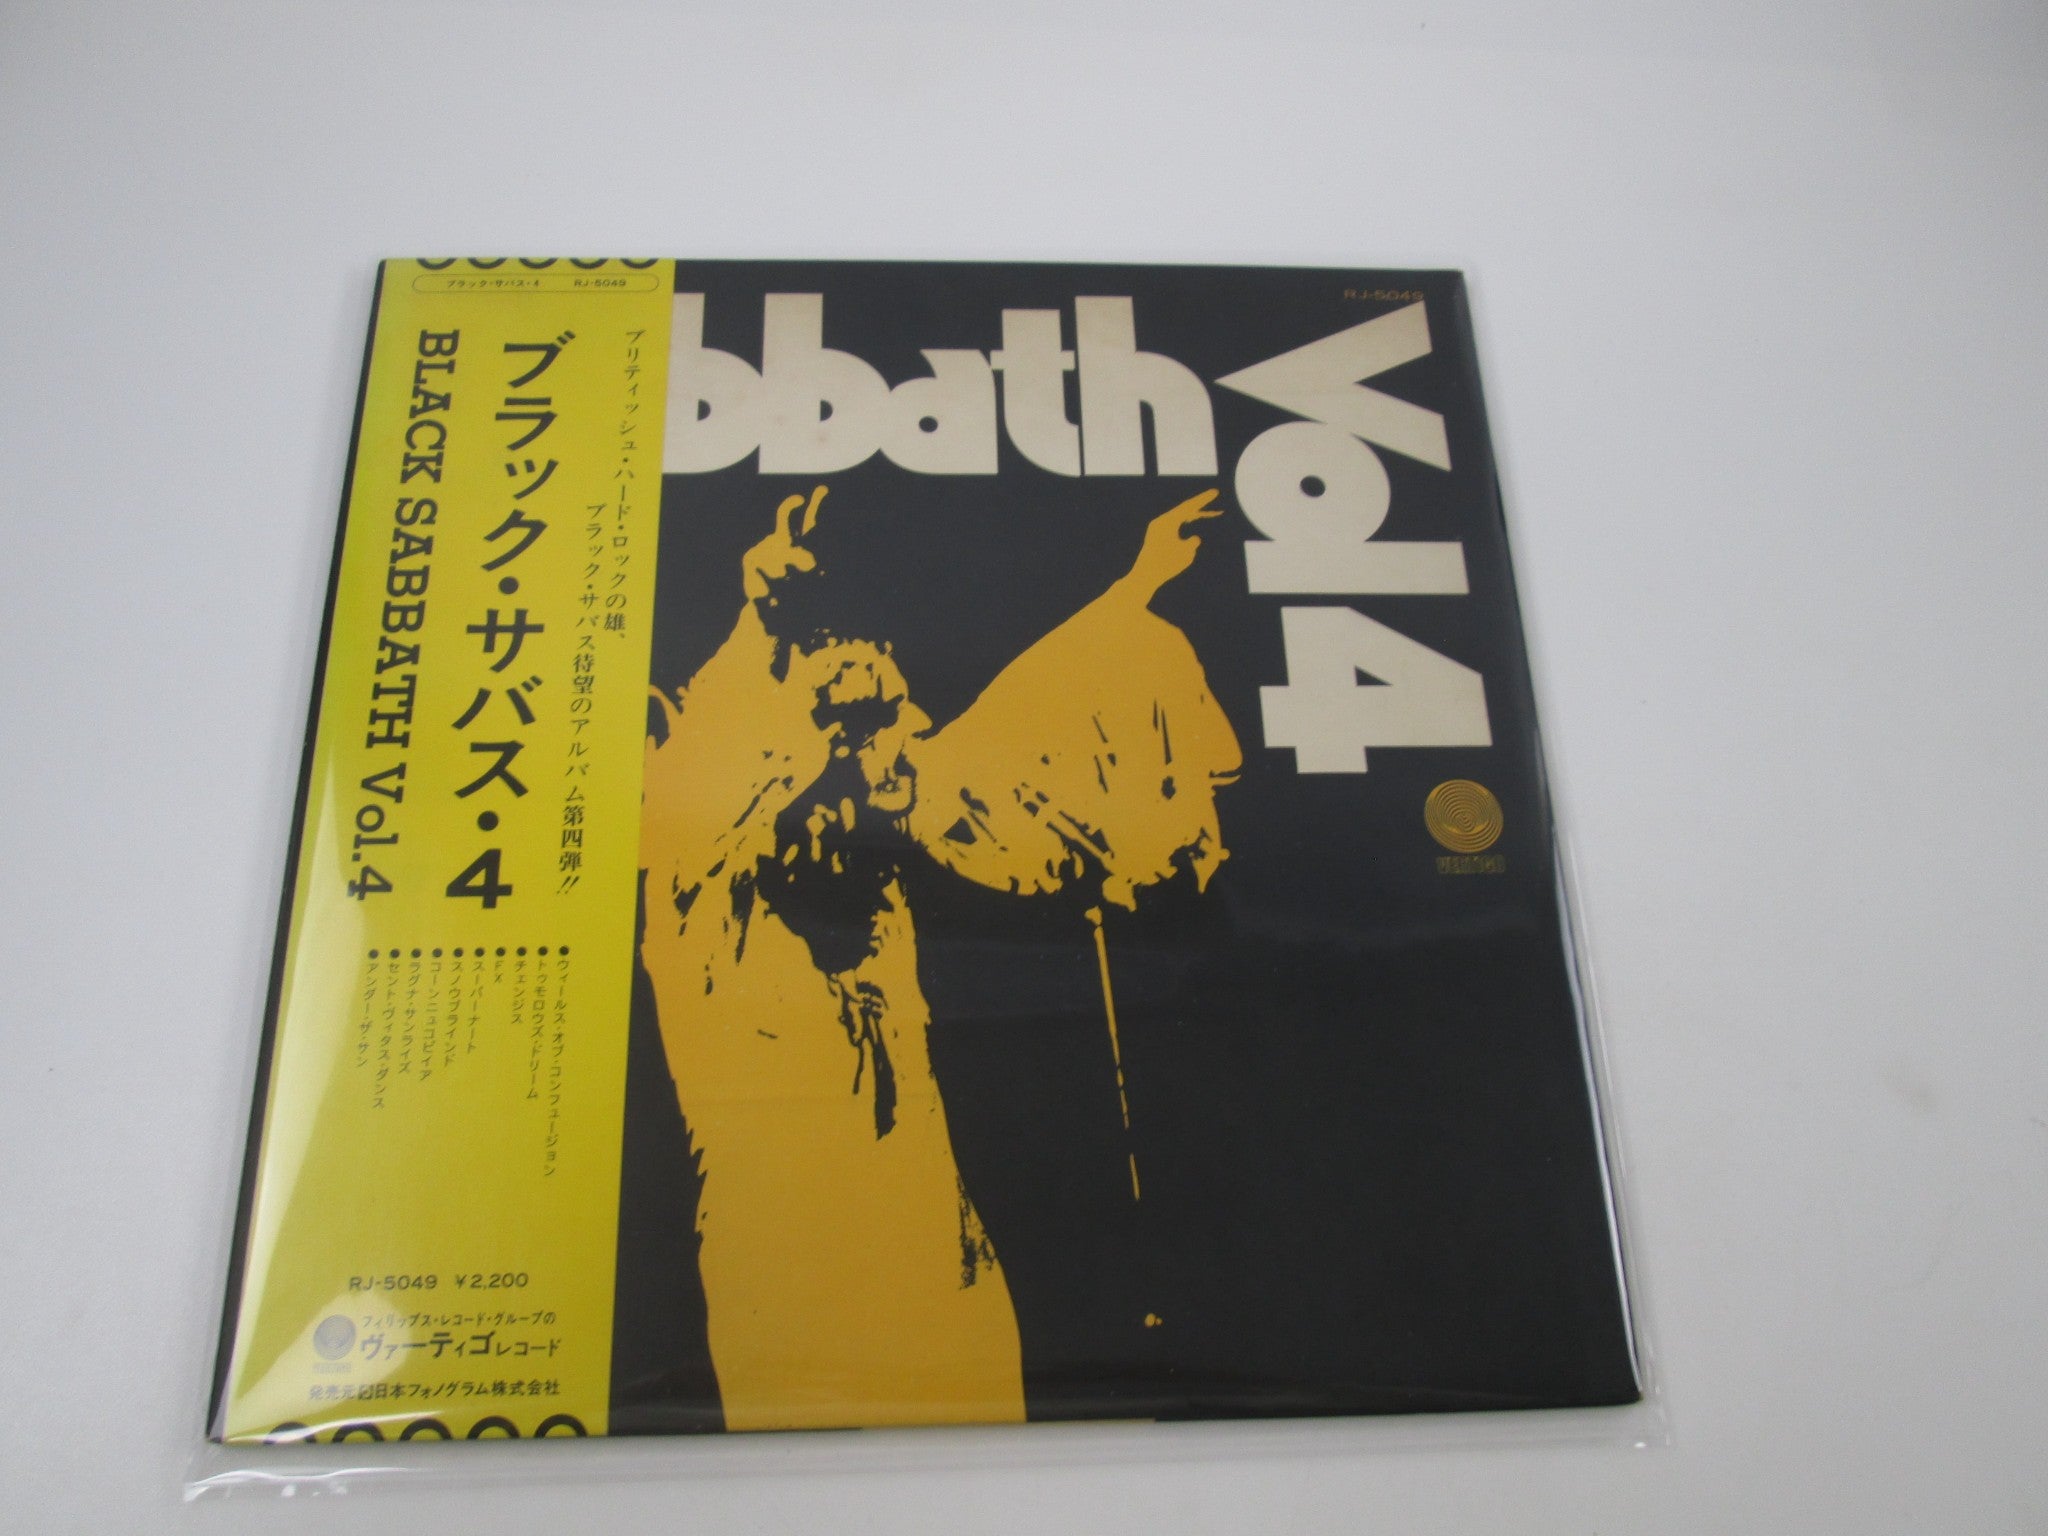 ブラック・サバス・4 RJ-5049
ブリティッシュ・ハード・ロックの雄、
ブラック・サバス待望のアルバム第四弾!!
ブラック・サバス・4
BLACK SABBATH Vol.4
●ウィールス・オブ・コンフュージョン
●トゥモロウズ・ドリーム
●チェンジス
●FX
●スーパーナート
●スノウブラインド
●コーンニュコピィア
●ラグナ・サンライズ
●セント・ヴィタス・ダンス
●アンダー・ザ・サン
RJ-5049 ¥2,200
フィリップス・レコード・グループの
ヴァーティゴレコード
VERTIGO
発売元 日本フォノグラム株式会社
RJ-5049
bbath
Vol 4
VERTIGO